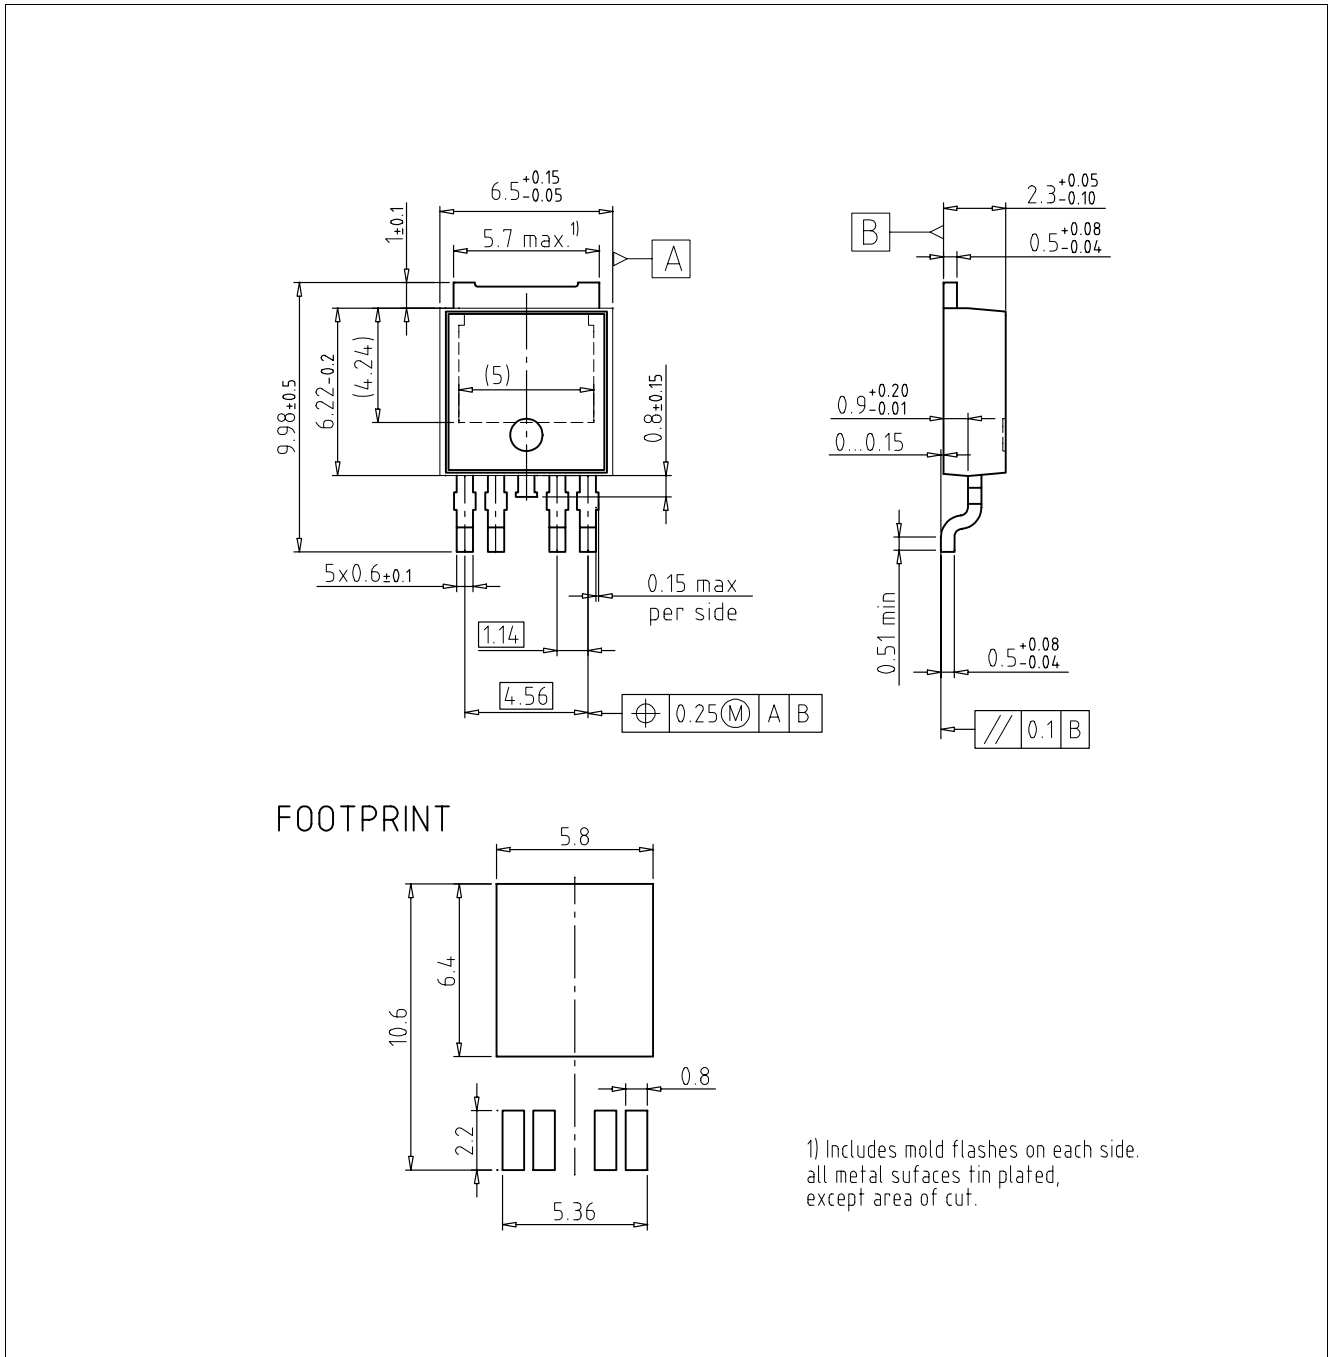 6.5 +0.15 -0.05
5.7 max. 1)
A
1±0.1
9.98±0.5
6.22-0.2
(4.24)
(5)
0.8±0.15
5x0.6±0.1
0.15 max
per side
1.14
4.56
⌖ 0.25 Ⓜ A B
2.3 +0.05 -0.10
B
0.5 +0.08 -0.04
0.9 +0.20 -0.01
0...0.15
0.51 min
0.5 +0.08 -0.04
// 0.1 B
FOOTPRINT
5.8
6.4
10.6
0.8
2.2
5.36
1) Includes mold flashes on each side.
all metal sufaces tin plated,
except area of cut.